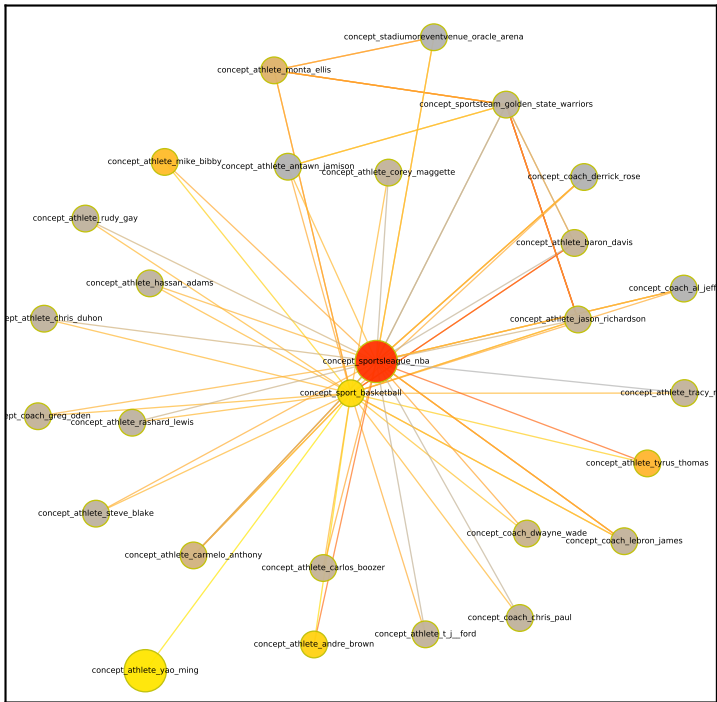 concept_stadiumoreventvenue_oracle_arena
concept_athlete_monta_ellis
concept_sportsteam_golden_state_warriors
concept_athlete_mike_bibby
concept_athlete_antawn_jamison
concept_athlete_corey_maggette
concept_coach_derrick_rose
concept_athlete_rudy_gay
concept_athlete_baron_davis
concept_athlete_hassan_adams
concept_coach_al_jeff
ept_athlete_chris_duhon
concept_athlete_jason_richardson
concept_sportsleague_nba
concept_sport_basketball
concept_athlete_tracy_
ept_coach_greg_oden
concept_athlete_rashard_lewis
concept_athlete_tyrus_thomas
concept_athlete_steve_blake
concept_coach_dwayne_wade
concept_coach_lebron_james
concept_athlete_carmelo_anthony
concept_athlete_carlos_boozer
concept_coach_chris_paul
concept_athlete_t_j__ford
concept_athlete_andre_brown
concept_athlete_yao_ming